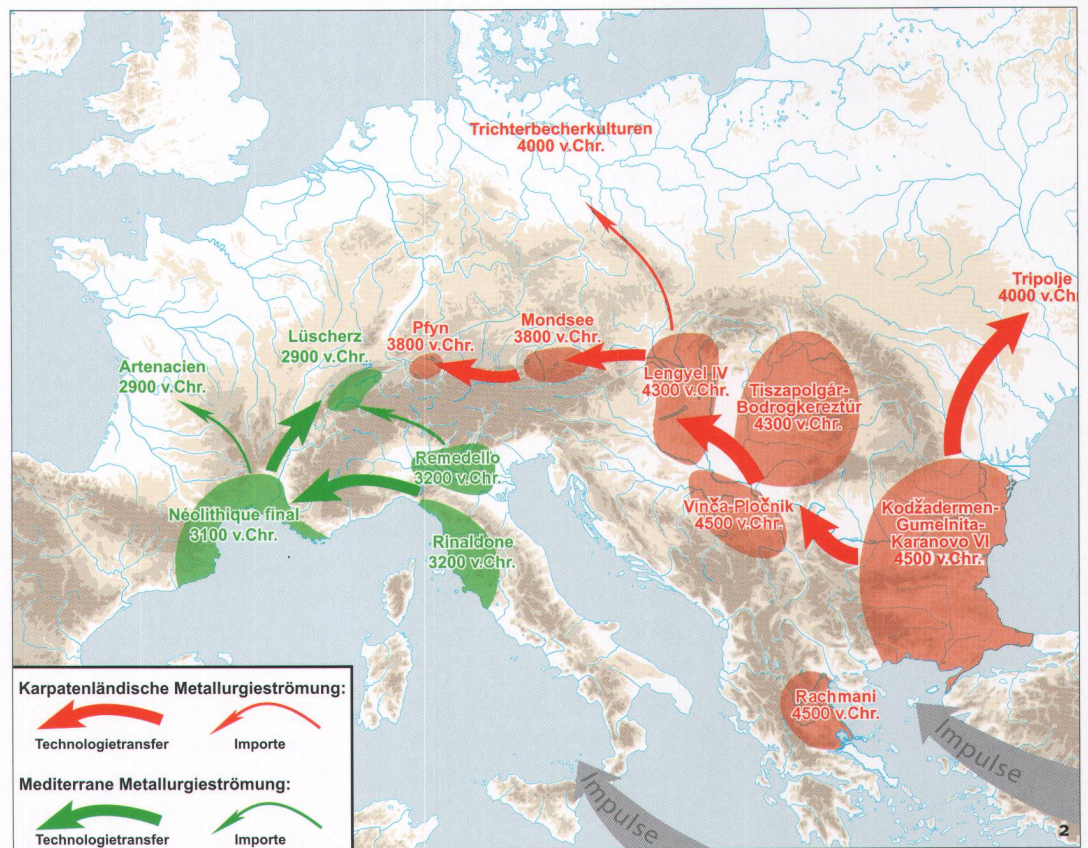 Trichterbecherkulturen
4000 v.Chr.
Tripolje
4000 v.Chr
Lüscherz
2900 v.Chr.
Pfyn
3800 v.Chr.
Mondsee
3800 v.Chr.
Artenacien
2900 v.Chr.
Lengyel IV
4300 v.Chr.
Tiszapolgár-
Bodrogkereztúr
4300 v.Chr.
Remedello
3200 v.Chr.
Néolithique final
3100 v.Chr.
Rinaldone
3200 v.Chr.
Vinča-Pločnik
4500 v.Chr.
Kodžadermen-
Gumelnita-
Karanovo VI
4500 v.Chr.
Rachmani
4500 v.Chr.
Impulse
Impulse
Karpatenländische Metallurgieströmung:
Technologietransfer
Importe
Mediterrane Metallurgieströmung:
Technologietransfer
Importe
2